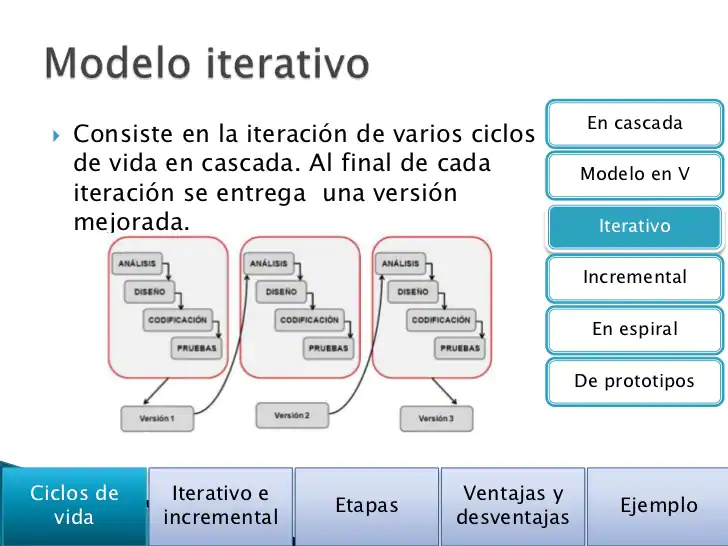 Modelo iterativo
Consiste en la iteración de varios ciclos
de vida en cascada. Al final de cada
iteración se entrega una versión
mejorada.
En cascada
Modelo en V
Iterativo
Incremental
En espiral
De prototipos
ANÁLISIS
DISEÑO
CODIFICACIÓN
PRUEBAS
Versión 1
ANÁLISIS
DISEÑO
CODIFICACIÓN
PRUEBAS
Versión 2
ANÁLISIS
DISEÑO
CODIFICACIÓN
PRUEBAS
Versión 3
Ciclos de
vida
Iterativo e
incremental
Etapas
Ventajas y
desventajas
Ejemplo